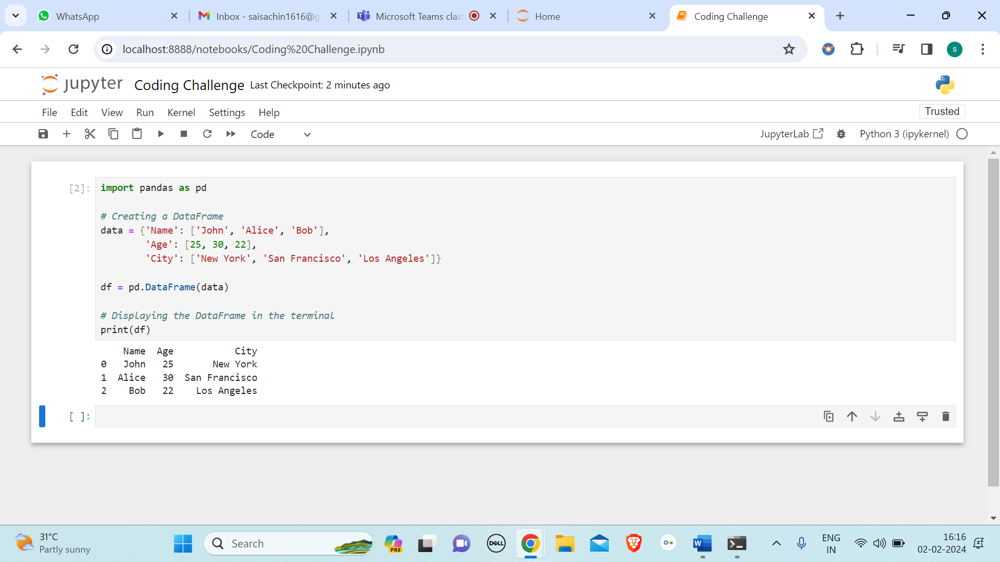 WhatsApp
Inbox - saisachin1616@g
Microsoft Teams clas
Home
Coding Challenge
localhost:8888/notebooks/Coding%20Challenge.ipynb
s
jupyter Coding Challenge Last Checkpoint: 2 minutes ago
File Edit View Run Kernel Settings Help
Trusted
Code
JupyterLab
Python 3 (ipykernel)
[2]: import pandas as pd
# Creating a DataFrame
data = {'Name': ['John', 'Alice', 'Bob'],
        'Age': [25, 30, 22],
        'City': ['New York', 'San Francisco', 'Los Angeles']}
df = pd.DataFrame(data)
# Displaying the DataFrame in the terminal
print(df)
    Name  Age           City
0   John   25       New York
1  Alice   30  San Francisco
2    Bob   22    Los Angeles
[ ]:
31°C
Partly sunny
Search
PRE
DELL
W
ENG
IN
16:16
02-02-2024